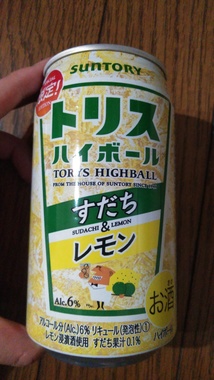 限定!
SUNTORY
トリス
ハイボール
TORYS HIGHBALL
FROM THE HOUSE OF SUNTORY SINCE
すだち
SUDACHI & LEMON
レモン
Alc.6%
お酒
アルコール分(Alc.)6% リキュール(発泡性)①
レモン浸漬酒使用 すだち果汁0.1%